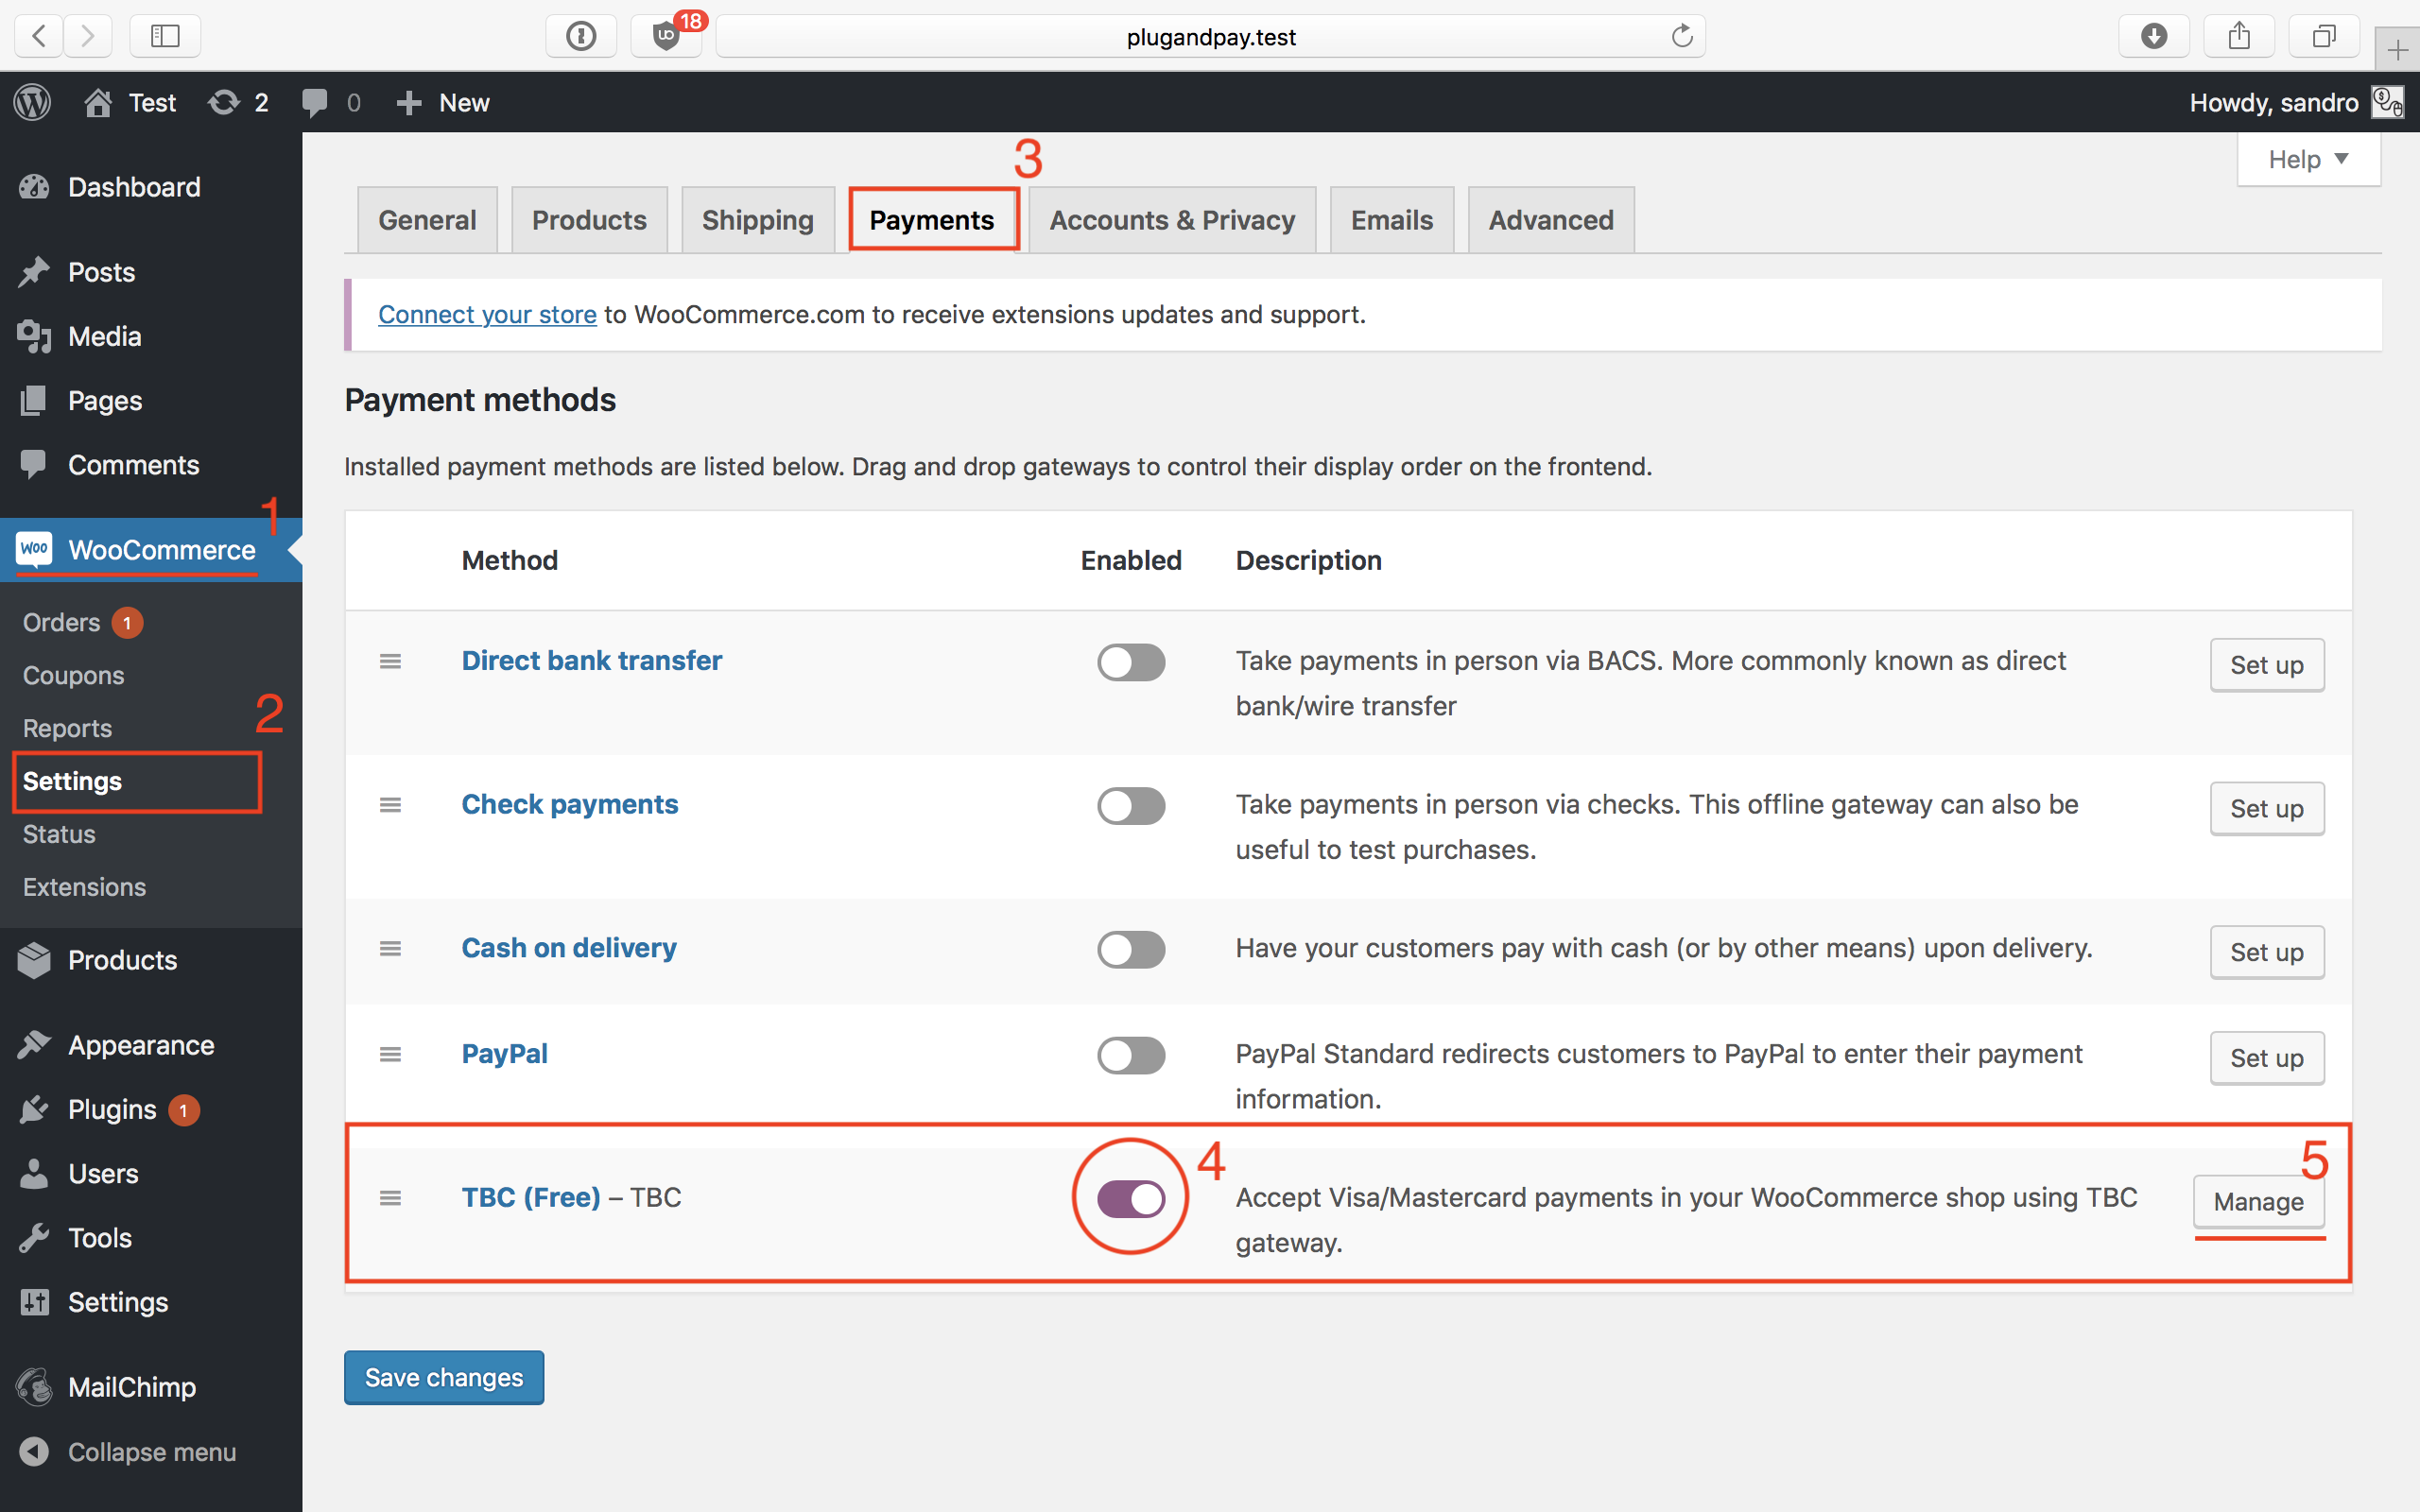 18
plugandpay.test
Test
2
0
New
Howdy, sandro
Help
Dashboard
Posts
Media
Pages
Comments
1
WooCommerce
Orders 1
Coupons
Reports
2
Settings
Status
Extensions
Products
Appearance
Plugins 1
Users
Tools
Settings
MailChimp
Collapse menu
3
General
Products
Shipping
Payments
Accounts & Privacy
Emails
Advanced
Connect your store to WooCommerce.com to receive extensions updates and support.
Payment methods
Installed payment methods are listed below. Drag and drop gateways to control their display order on the frontend.
Method
Enabled
Description
Direct bank transfer
Take payments in person via BACS. More commonly known as direct
bank/wire transfer
Set up
Check payments
Take payments in person via checks. This offline gateway can also be
useful to test purchases.
Set up
Cash on delivery
Have your customers pay with cash (or by other means) upon delivery.
Set up
PayPal
PayPal Standard redirects customers to PayPal to enter their payment
information.
Set up
TBC (Free) – TBC
4
Accept Visa/Mastercard payments in your WooCommerce shop using TBC
gateway.
5
Manage
Save changes